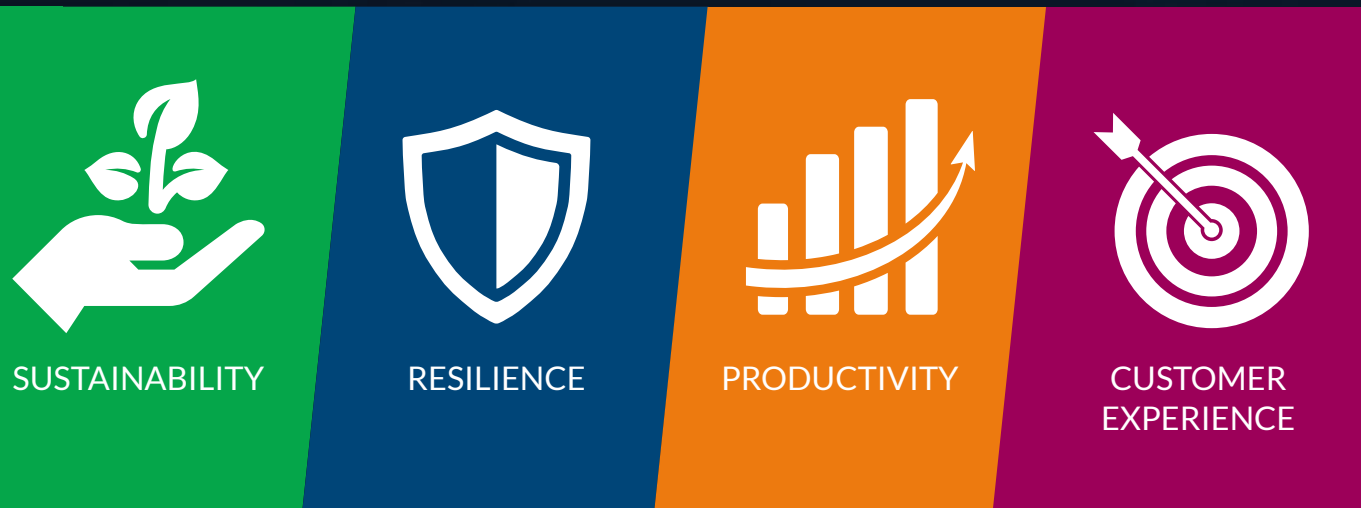 SUSTAINABILITY
RESILIENCE
PRODUCTIVITY
CUSTOMER
EXPERIENCE